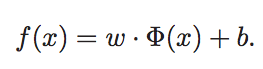 f(x) = w · Φ(x) + b.